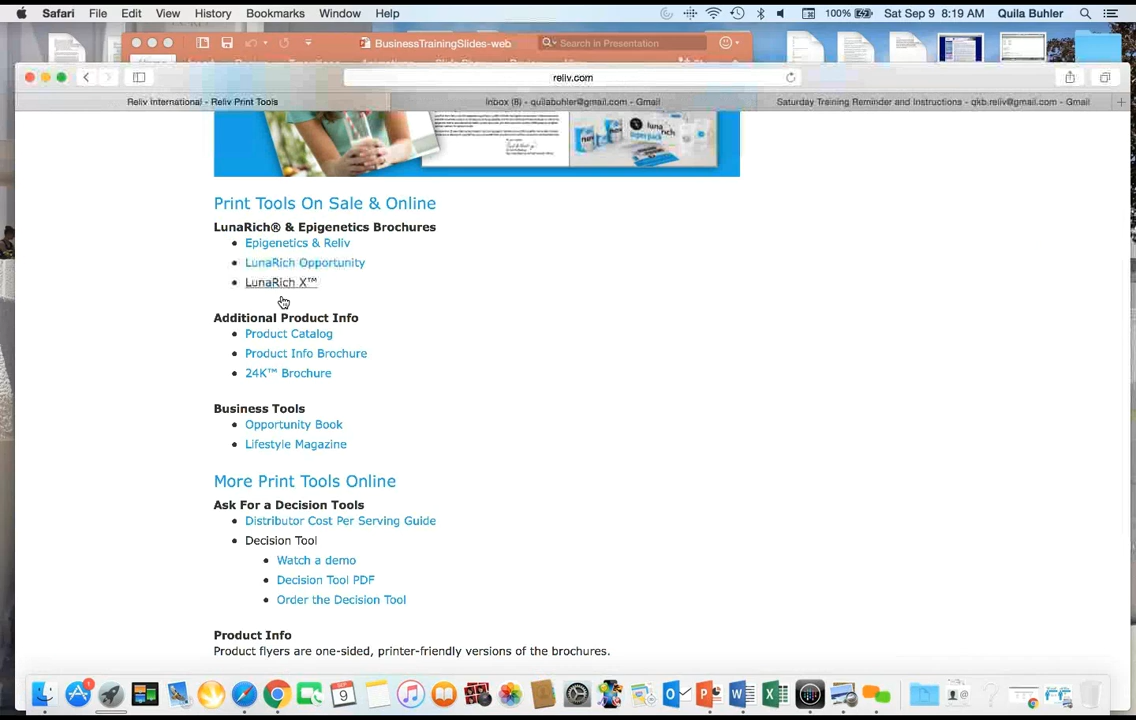 Safari File Edit View History Bookmarks Window Help 100% Sat Sep 9 8:19 AM Quila Buhler
BusinessTrainingSlides-web Search in Presentation
reliv.com
Reliv International - Reliv Print Tools Inbox (8) - quilabuhler@gmail.com - Gmail Saturday Training Reminder and Instructions - qkb.reliv@gmail.com - Gmail
luna
rich
Print Tools On Sale & Online
LunaRich® & Epigenetics Brochures
Epigenetics & Reliv
LunaRich Opportunity
LunaRich X™
Additional Product Info
Product Catalog
Product Info Brochure
24K™ Brochure
Business Tools
Opportunity Book
Lifestyle Magazine
More Print Tools Online
Ask For a Decision Tools
Distributor Cost Per Serving Guide
Decision Tool
Watch a demo
Decision Tool PDF
Order the Decision Tool
Product Info
Product flyers are one-sided, printer-friendly versions of the brochures.